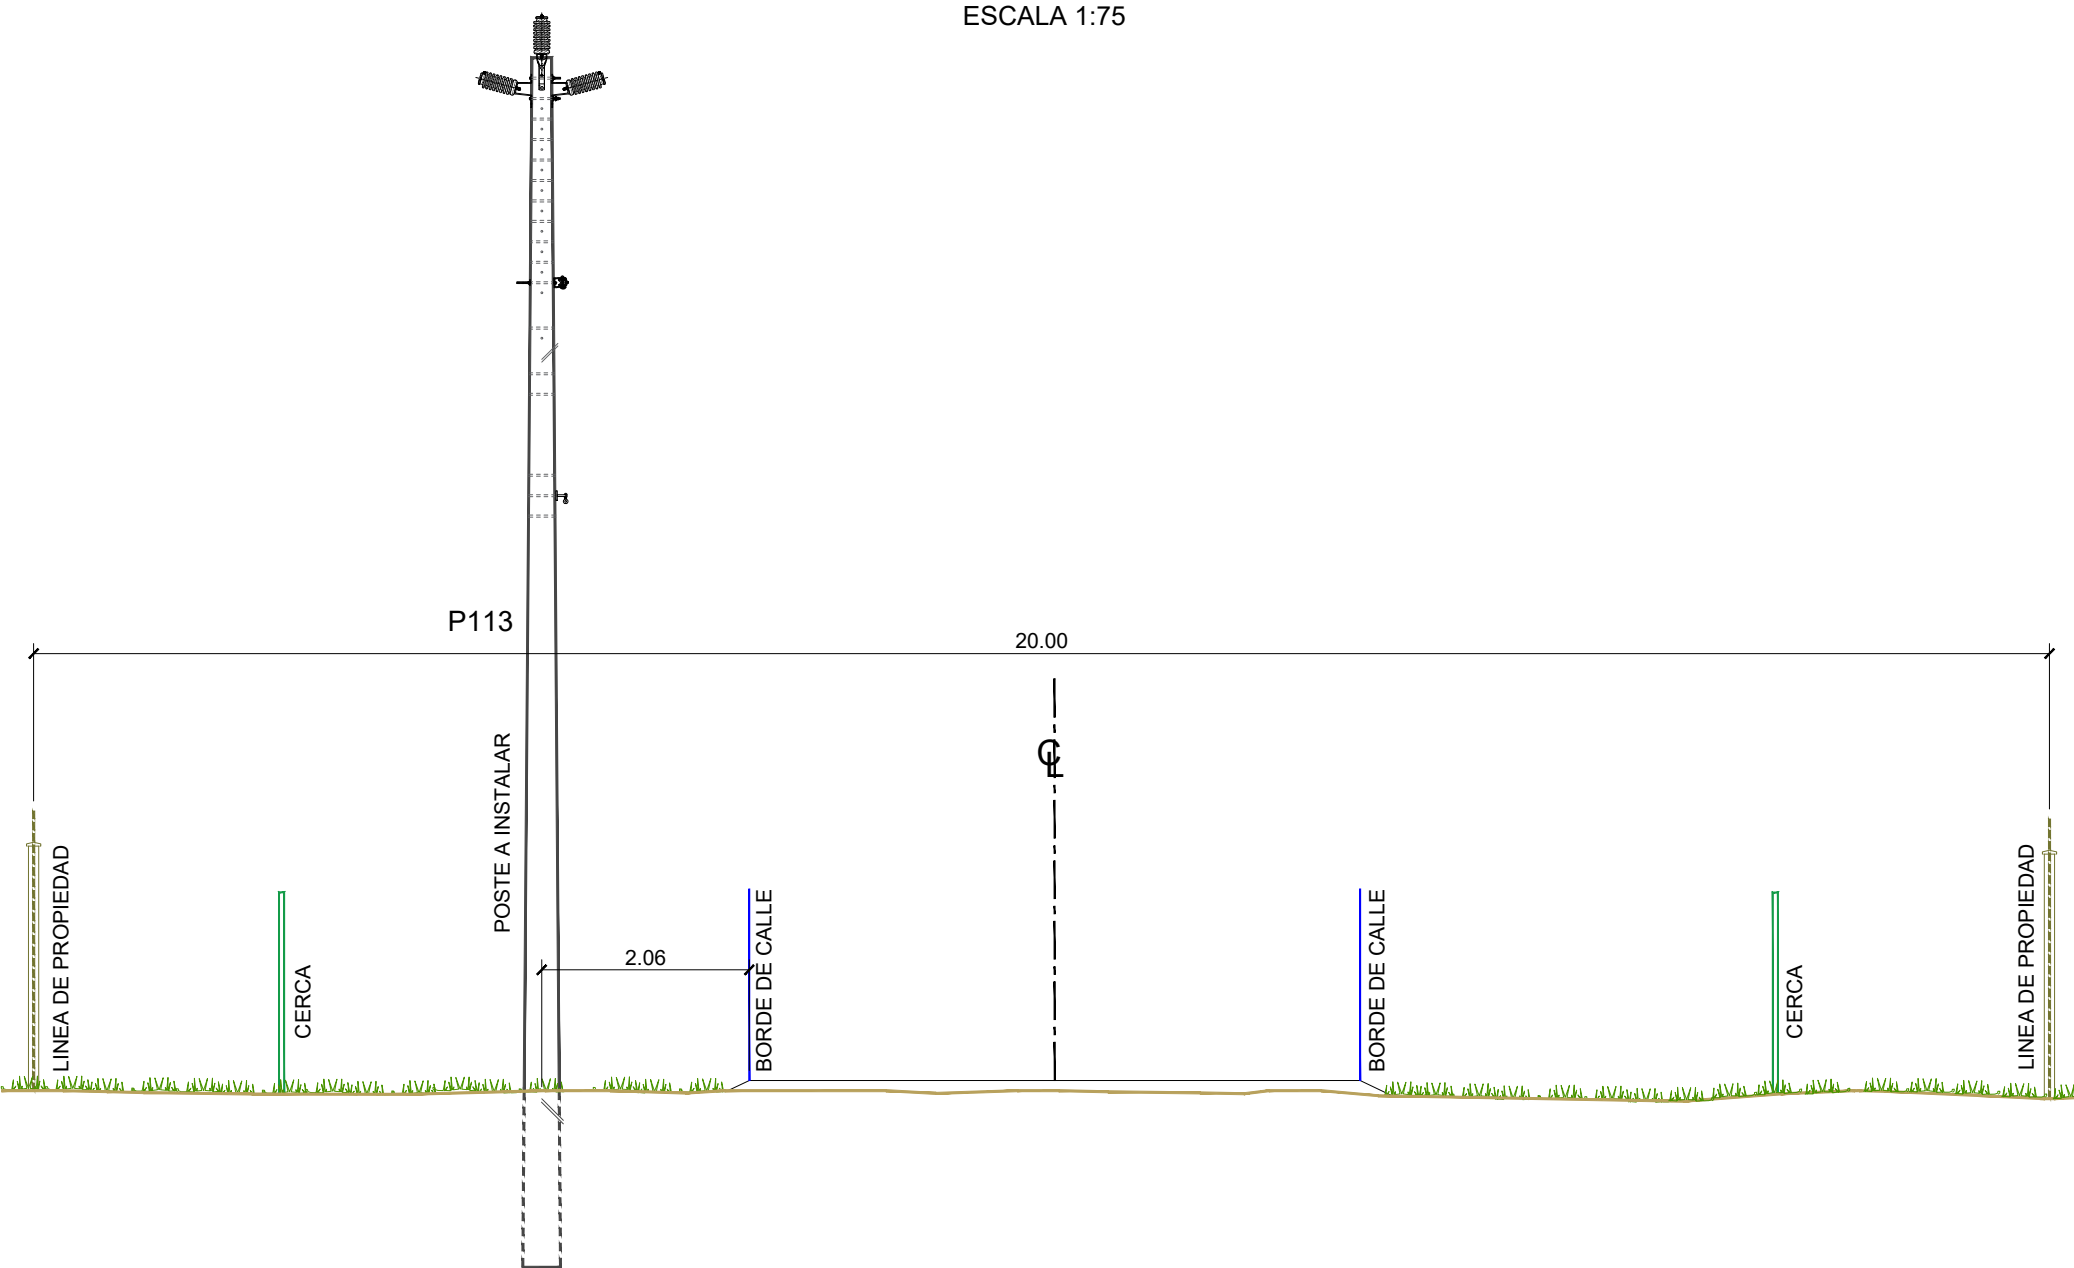 ESCALA 1:75
P113
20.00
POSTE A INSTALAR
CL
LINEA DE PROPIEDAD
CERCA
2.06
BORDE DE CALLE
BORDE DE CALLE
CERCA
LINEA DE PROPIEDAD